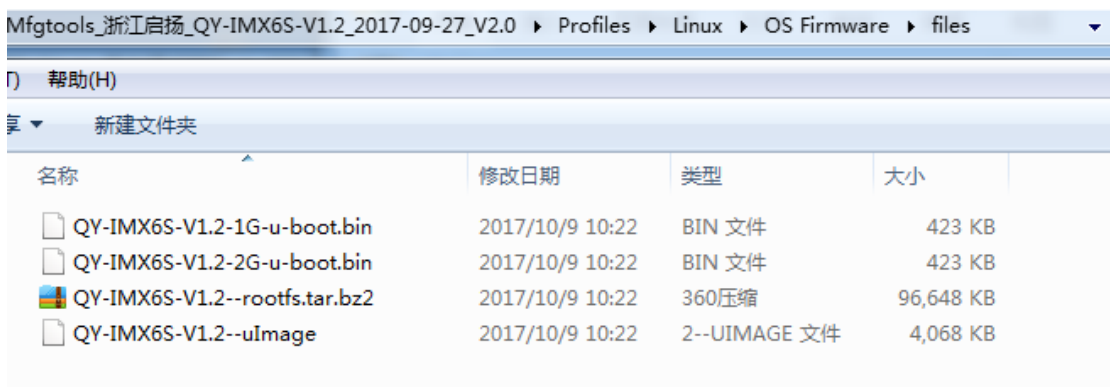 Mfgtools_浙江启扬_QY-IMX6S-V1.2_2017-09-27_V2.0 ▸ Profiles ▸ Linux ▸ OS Firmware ▸ files
T) 帮助(H)
享 ▾ 新建文件夹
名称 修改日期 类型 大小
QY-IMX6S-V1.2-1G-u-boot.bin 2017/10/9 10:22 BIN 文件 423 KB
QY-IMX6S-V1.2-2G-u-boot.bin 2017/10/9 10:22 BIN 文件 423 KB
QY-IMX6S-V1.2--rootfs.tar.bz2 2017/10/9 10:22 360压缩 96,648 KB
QY-IMX6S-V1.2--uImage 2017/10/9 10:22 2--UIMAGE 文件 4,068 KB